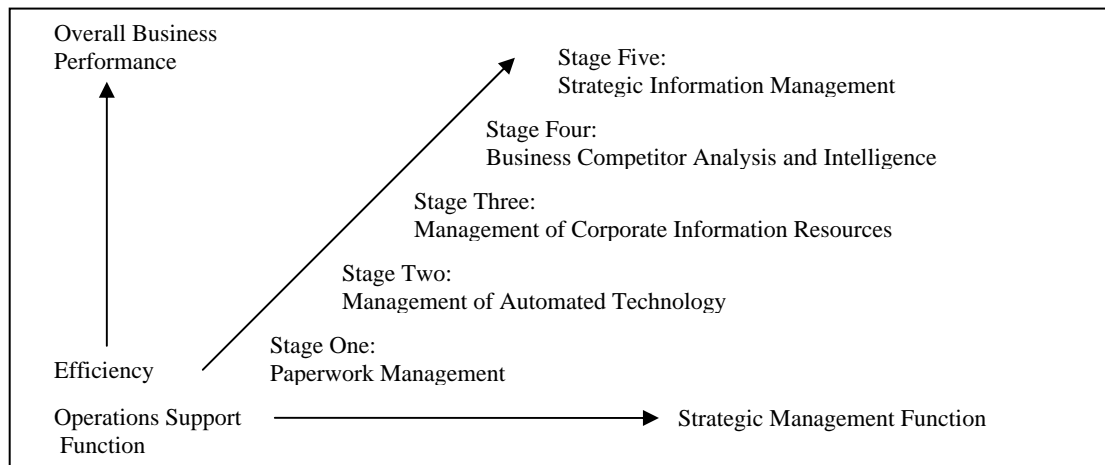 Overall Business
Performance
Stage Five:
Strategic Information Management
Stage Four:
Business Competitor Analysis and Intelligence
Stage Three:
Management of Corporate Information Resources
Stage Two:
Management of Automated Technology
Stage One:
Paperwork Management
Efficiency
Operations Support
Function
Strategic Management Function